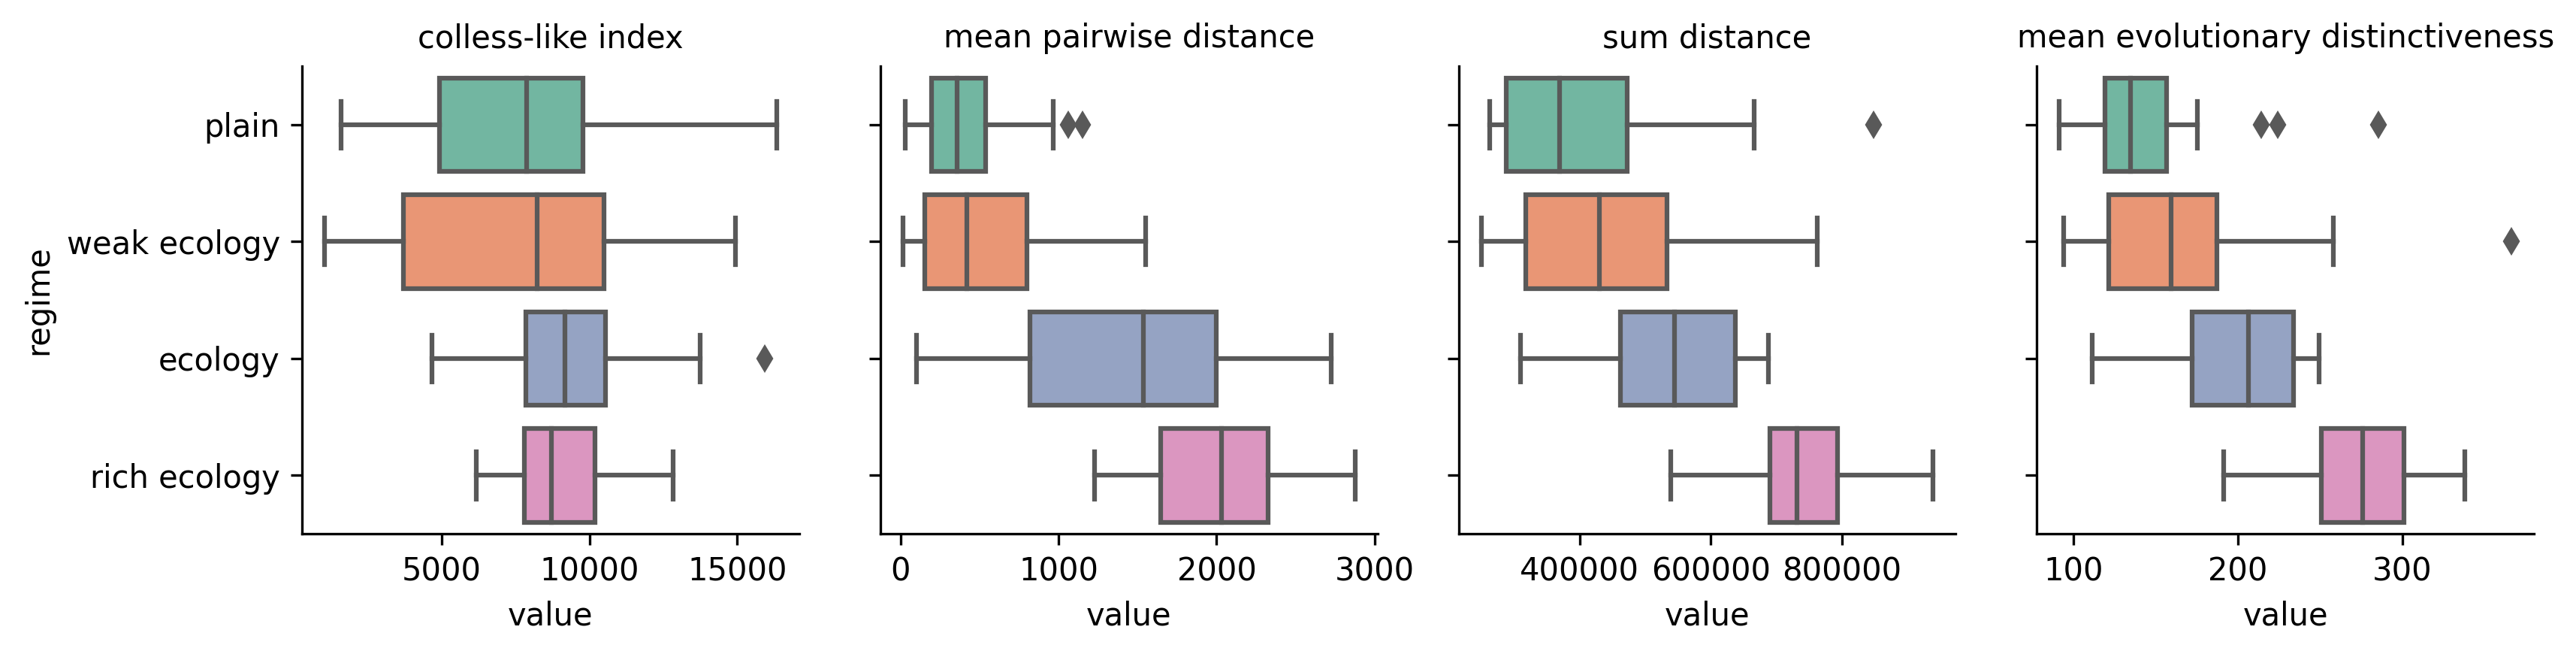 colless-like index
mean pairwise distance
sum distance
mean evolutionary distinctiveness
regime
plain
weak ecology
ecology
rich ecology
5000 10000 15000
value
0 1000 2000 3000
value
400000 600000 800000
value
100 200 300
value